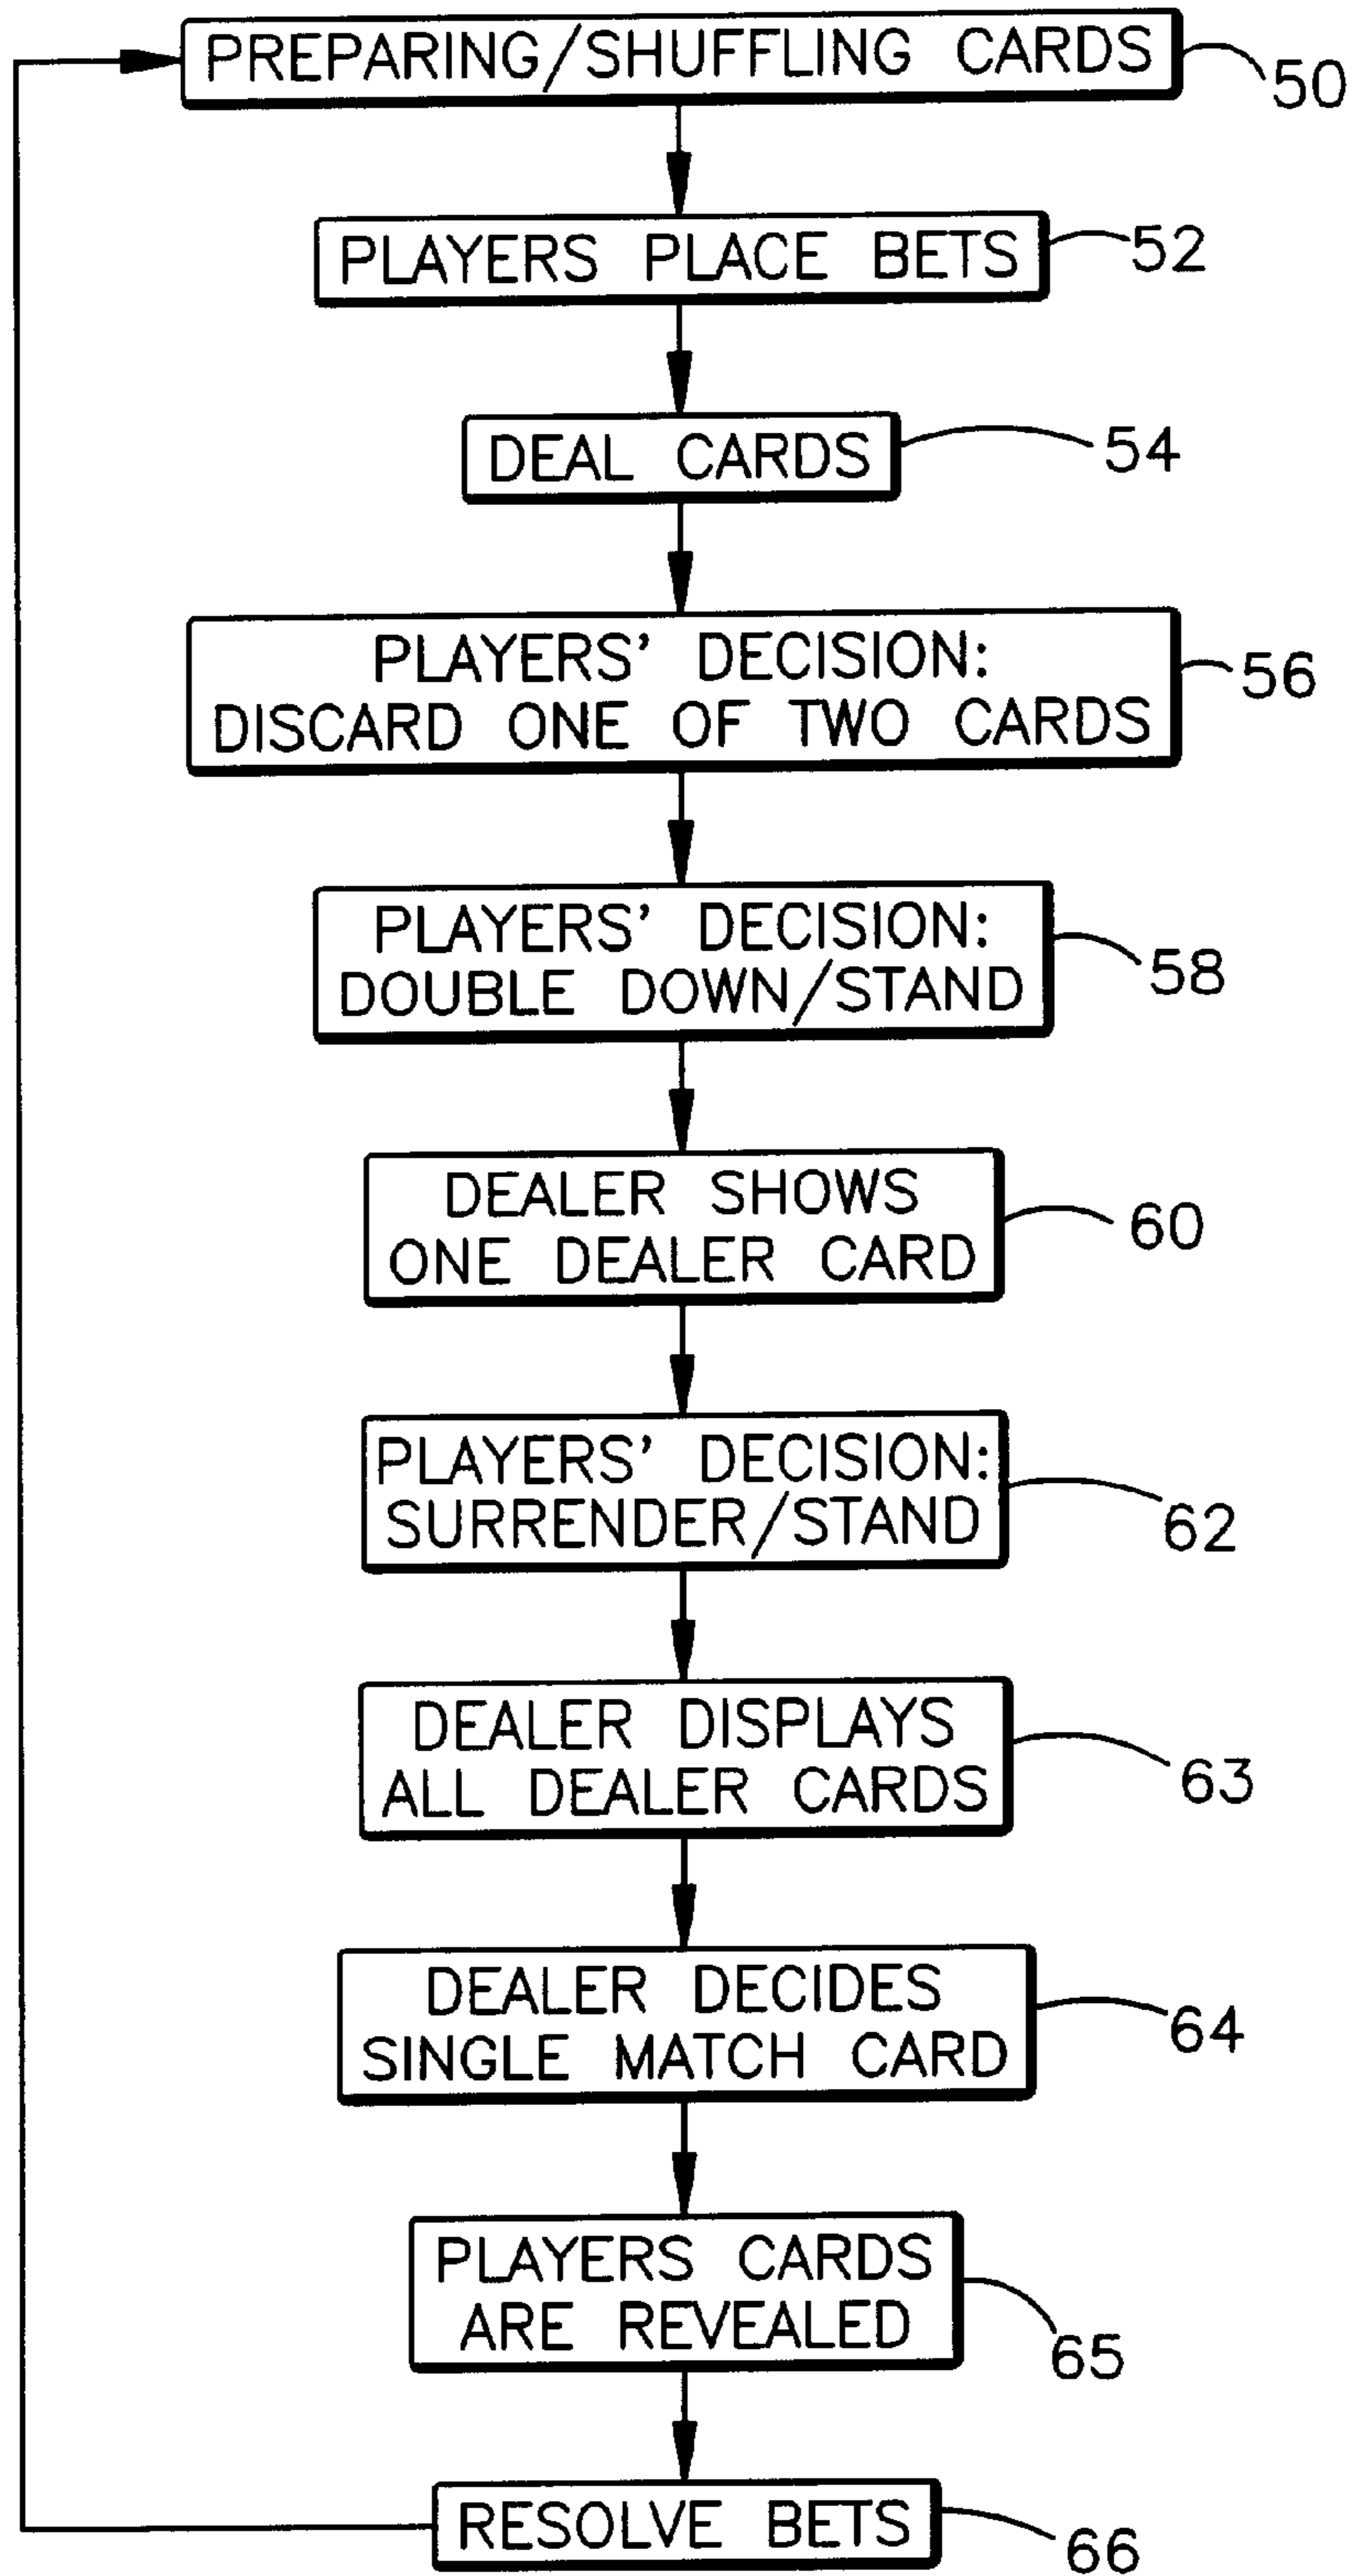 PREPARING/SHUFFLING CARDS
50
PLAYERS PLACE BETS
52
DEAL CARDS
54
PLAYERS' DECISION:
DISCARD ONE OF TWO CARDS
56
PLAYERS' DECISION:
DOUBLE DOWN/STAND
58
DEALER SHOWS
ONE DEALER CARD
60
PLAYERS' DECISION:
SURRENDER/STAND
62
DEALER DISPLAYS
ALL DEALER CARDS
63
DEALER DECIDES
SINGLE MATCH CARD
64
PLAYERS CARDS
ARE REVEALED
65
RESOLVE BETS
66